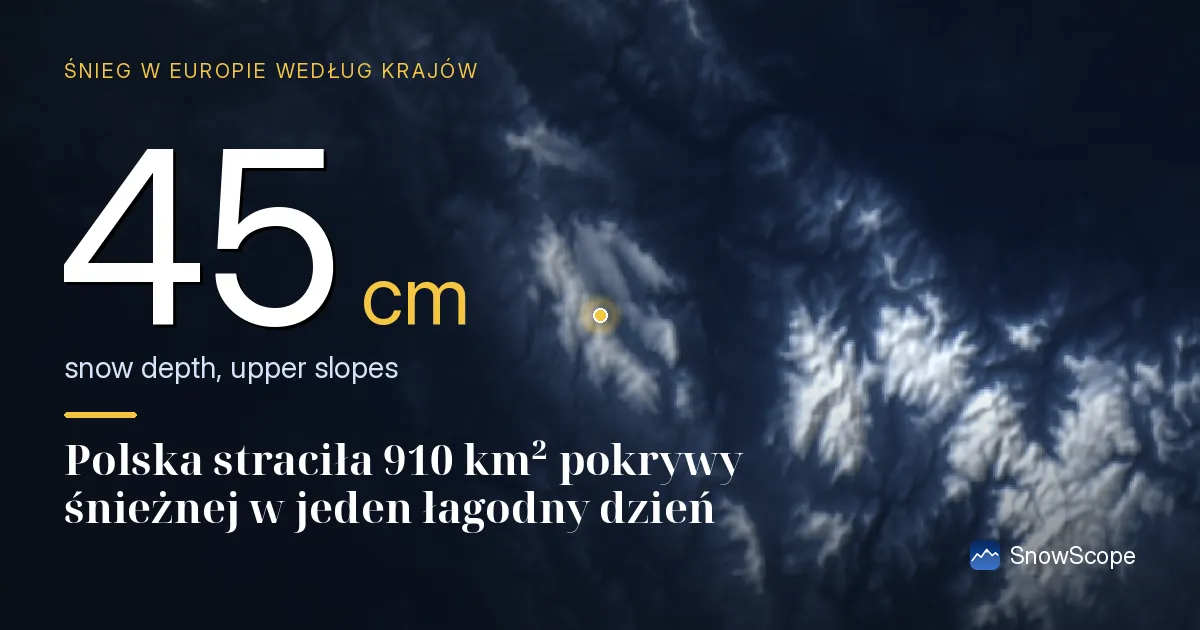 ŚNIEG W EUROPIE WEDŁUG KRAJÓW
45 cm
snow depth, upper slopes
Polska straciła 910 km² pokrywy
śnieżnej w jeden łagodny dzień
SnowScope